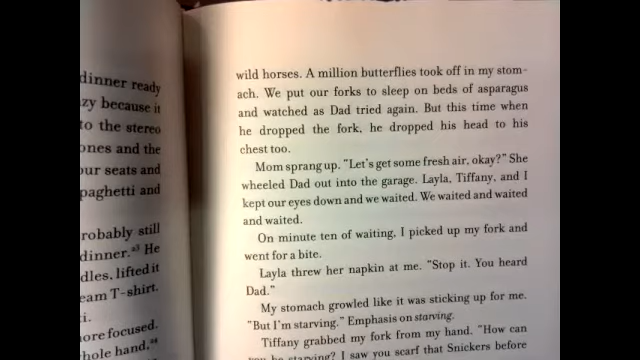 dinner ready
zy because it
to the stereo
ones and the
ur seats and
paghetti and
robably still
dinner.²³ He
dles, lifted it
eam T-shirt.
i.
ore focused.
hole hand.²⁴
wild horses. A million butterflies took off in my stom-
ach. We put our forks to sleep on beds of asparagus
and watched as Dad tried again. But this time when
he dropped the fork, he dropped his head to his
chest too.
Mom sprang up. "Let's get some fresh air, okay?" She
wheeled Dad out into the garage. Layla, Tiffany, and I
kept our eyes down and we waited. We waited and waited
and waited.
On minute ten of waiting, I picked up my fork and
went for a bite.
Layla threw her napkin at me. "Stop it. You heard
Dad."
My stomach growled like it was sticking up for me.
"But I'm starving." Emphasis on starving.
Tiffany grabbed my fork from my hand. "How can
you be starving? I saw you scarf that Snickers before